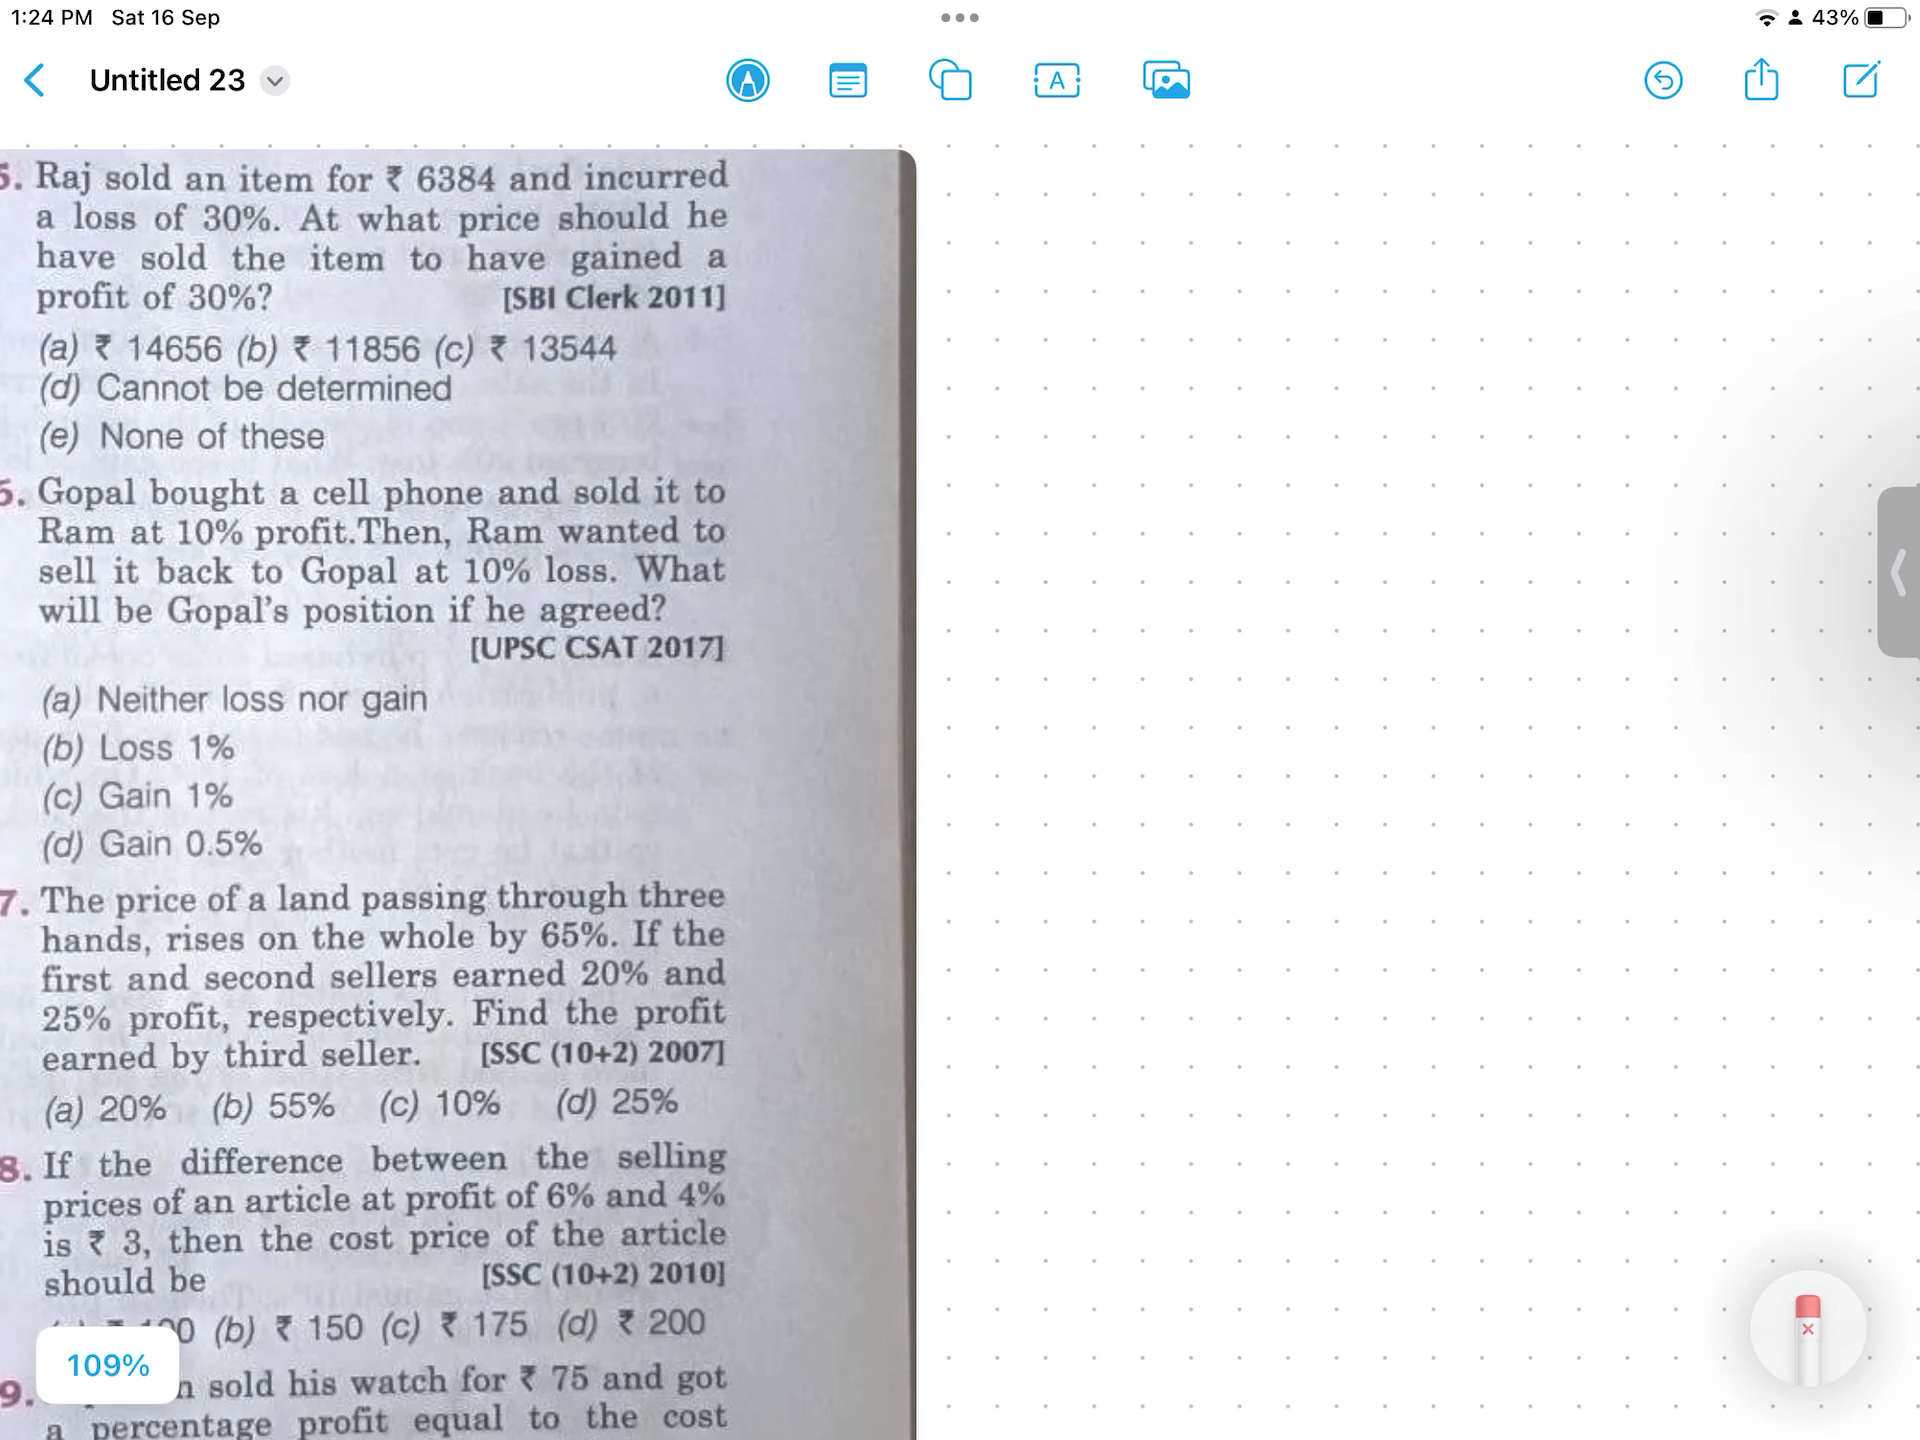 1:24 PM Sat 16 Sep
43%
Untitled 23
A
5. Raj sold an item for ₹ 6384 and incurred
a loss of 30%. At what price should he
have sold the item to have gained a
profit of 30%? [SBI Clerk 2011]
(a) ₹ 14656 (b) ₹ 11856 (c) ₹ 13544
(d) Cannot be determined
(e) None of these
6. Gopal bought a cell phone and sold it to
Ram at 10% profit.Then, Ram wanted to
sell it back to Gopal at 10% loss. What
will be Gopal's position if he agreed?
[UPSC CSAT 2017]
(a) Neither loss nor gain
(b) Loss 1%
(c) Gain 1%
(d) Gain 0.5%
7. The price of a land passing through three
hands, rises on the whole by 65%. If the
first and second sellers earned 20% and
25% profit, respectively. Find the profit
earned by third seller. [SSC (10+2) 2007]
(a) 20% (b) 55% (c) 10% (d) 25%
8. If the difference between the selling
prices of an article at profit of 6% and 4%
is ₹ 3, then the cost price of the article
should be [SSC (10+2) 2010]
(b) ₹ 150 (c) ₹ 175 (d) ₹ 200
109%
9. sold his watch for ₹ 75 and got
a percentage profit equal to the cost